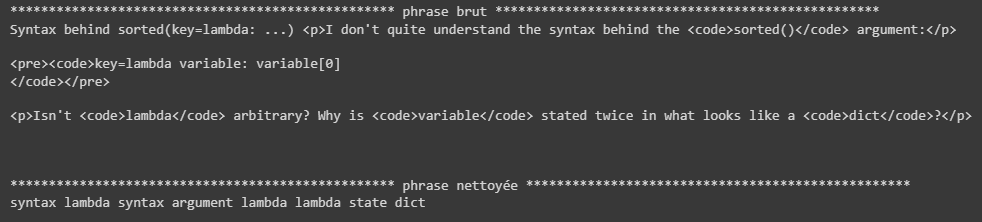 ************************************************** phrase brut **************************************************
Syntax behind sorted(key=lambda: ...) <p>I don't quite understand the syntax behind the <code>sorted()</code> argument:</p>
<pre><code>key=lambda variable: variable[0]
</code></pre>
<p>Isn't <code>lambda</code> arbitrary? Why is <code>variable</code> stated twice in what looks like a <code>dict</code>?</p>
************************************************** phrase nettoyée **************************************************
syntax lambda syntax argument lambda lambda state dict